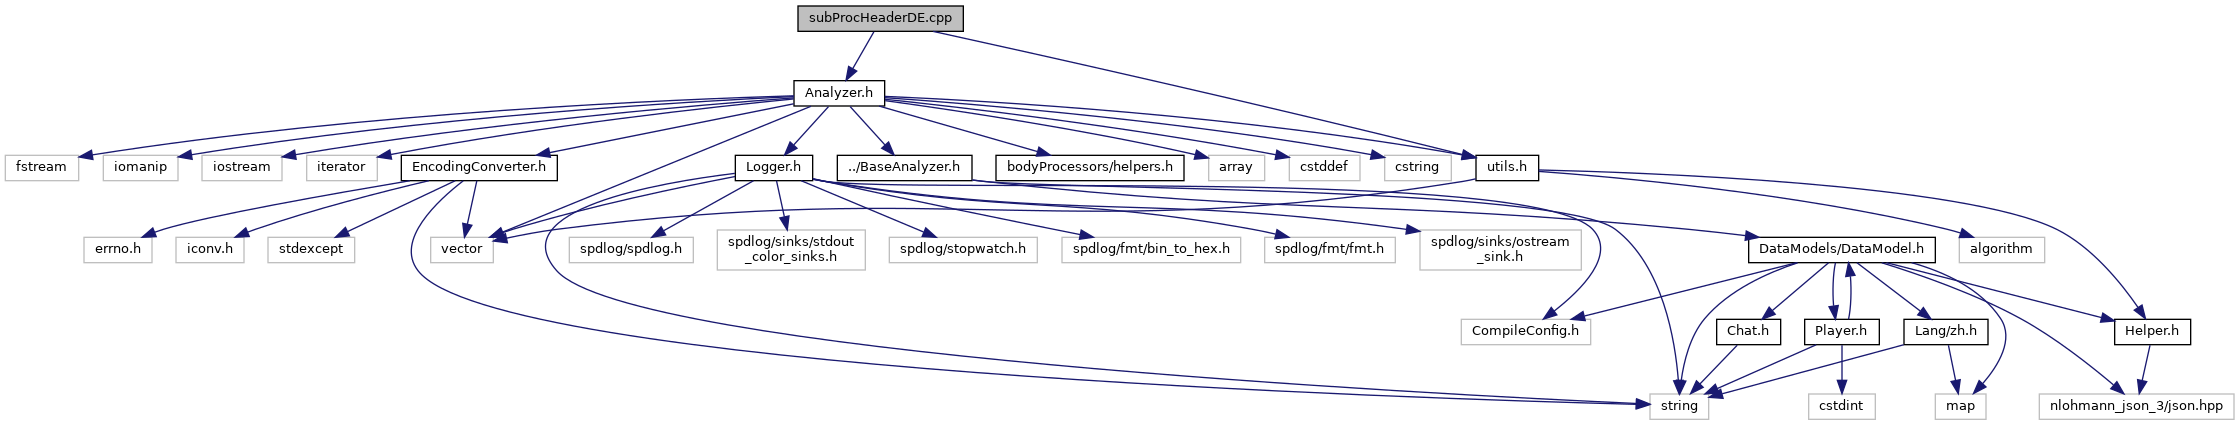 subProcHeaderDE.cpp
Analyzer.h
fstream
iomanip
iostream
iterator
EncodingConverter.h
Logger.h
../BaseAnalyzer.h
bodyProcessors/helpers.h
array
cstddef
cstring
utils.h
errno.h
iconv.h
stdexcept
vector
spdlog/spdlog.h
spdlog/sinks/stdout
_color_sinks.h
spdlog/stopwatch.h
spdlog/fmt/bin_to_hex.h
spdlog/fmt/fmt.h
spdlog/sinks/ostream
_sink.h
DataModels/DataModel.h
algorithm
CompileConfig.h
Chat.h
Player.h
Lang/zh.h
Helper.h
string
cstdint
map
nlohmann_json_3/json.hpp